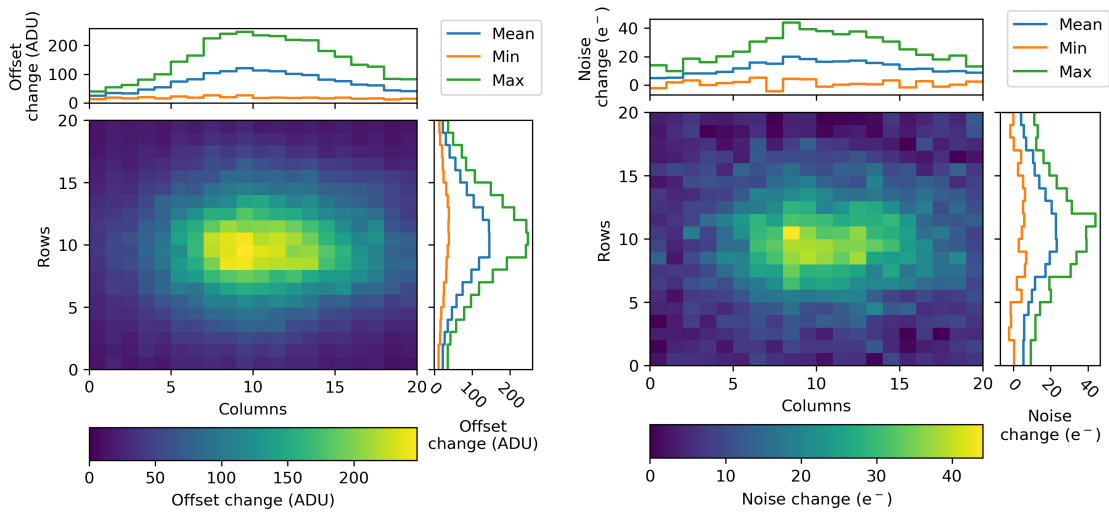 Offset
change (ADU)
200
100
0
Mean
Min
Max
20
15
10
5
0
Rows
0
5
10
15
20
Columns
0
100
200
Offset
change (ADU)
0
50
100
150
200
Offset change (ADU)
Noise
change (e⁻)
40
20
0
Mean
Min
Max
20
15
10
5
0
Rows
0
5
10
15
20
Columns
0
20
40
Noise
change (e⁻)
0
10
20
30
40
Noise change (e⁻)